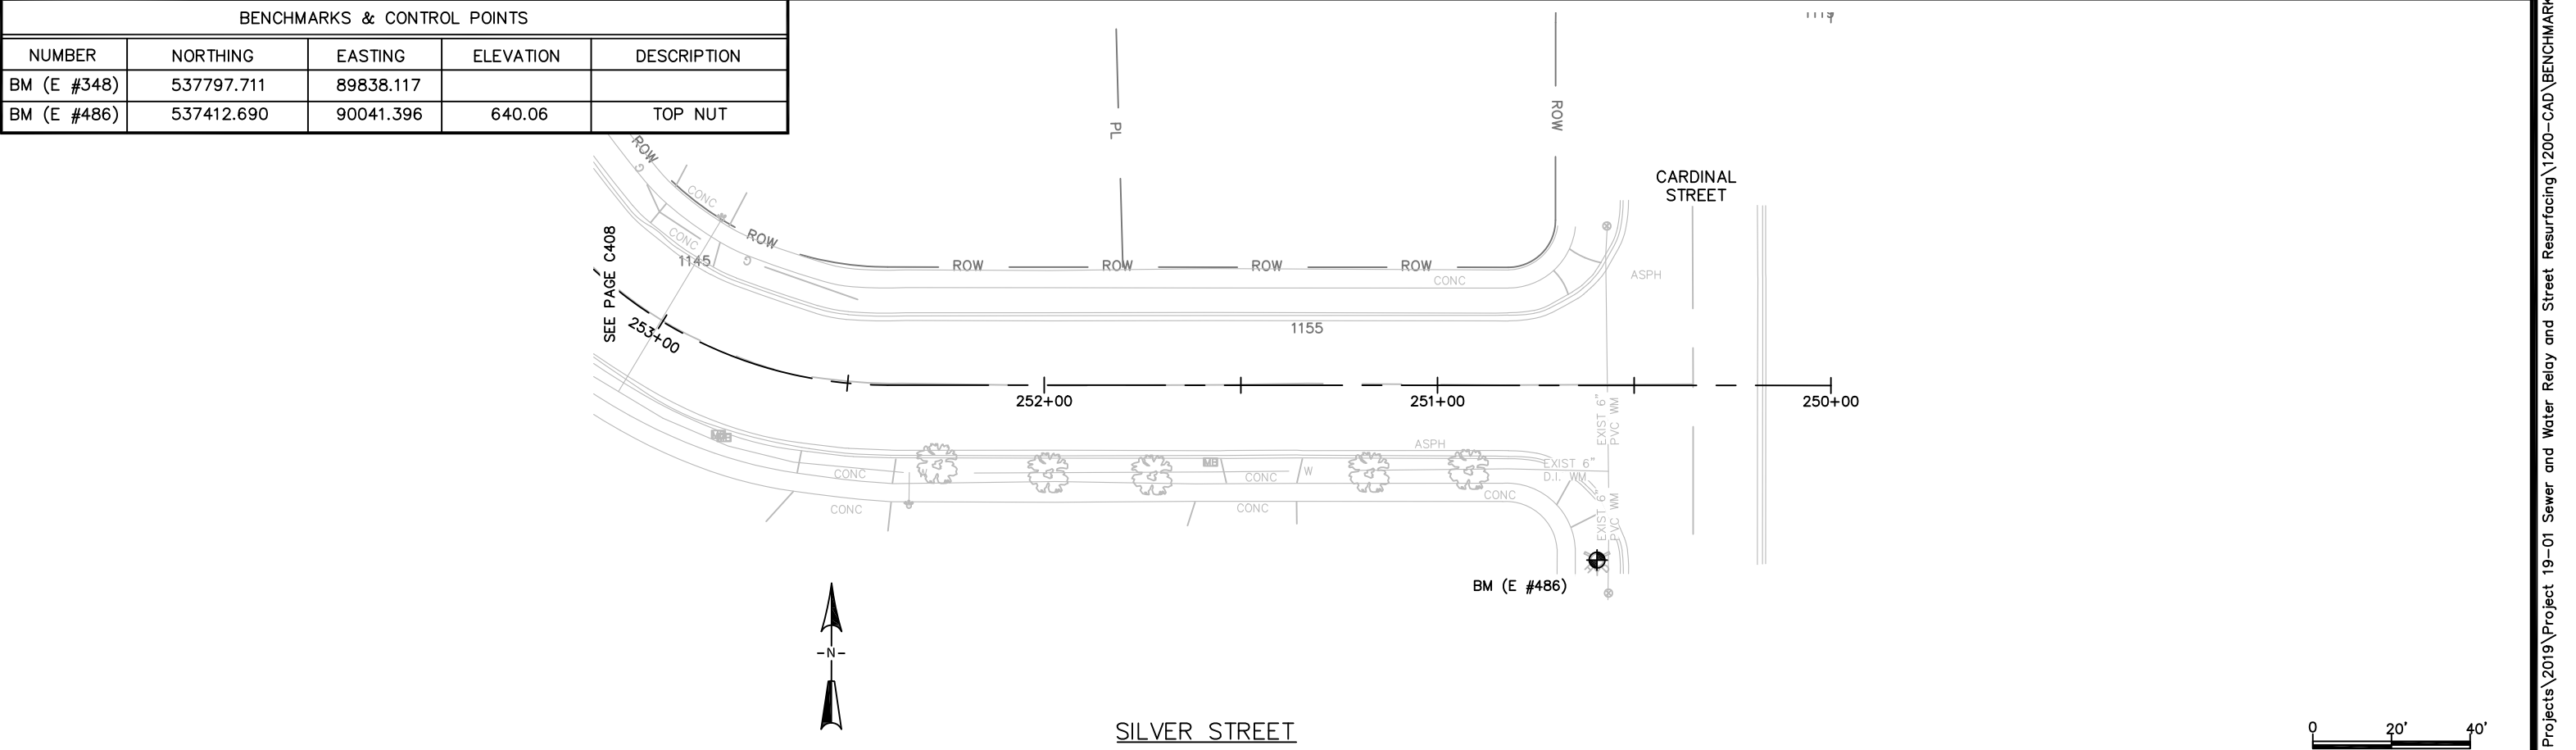 BENCHMARKS & CONTROL POINTS
NUMBER NORTHING EASTING ELEVATION DESCRIPTION
BM (E #348) 537797.711 89838.117
BM (E #486) 537412.690 90041.396 640.06 TOP NUT
PL
ROW
CARDINAL
STREET
ROW
G
CONC
CONC
ROW
G
1145
SEE PAGE C408
ROW
ROW
ROW
ROW
CONC
ASPH
253+00
1155
252+00
251+00
250+00
EXIST 6"
PVC WM
ASPH
MB
CONC
MB
CONC
W
EXIST 6"
D.I. WM
CONC
CONC
CONC
EXIST 6"
PVC WM
BM (E #486)
-N-
SILVER STREET
0 20' 40'
Projects\2019\Project 19-01 Sewer and Water Relay and Street Resurfacing\1200-CAD\BENCHMARK